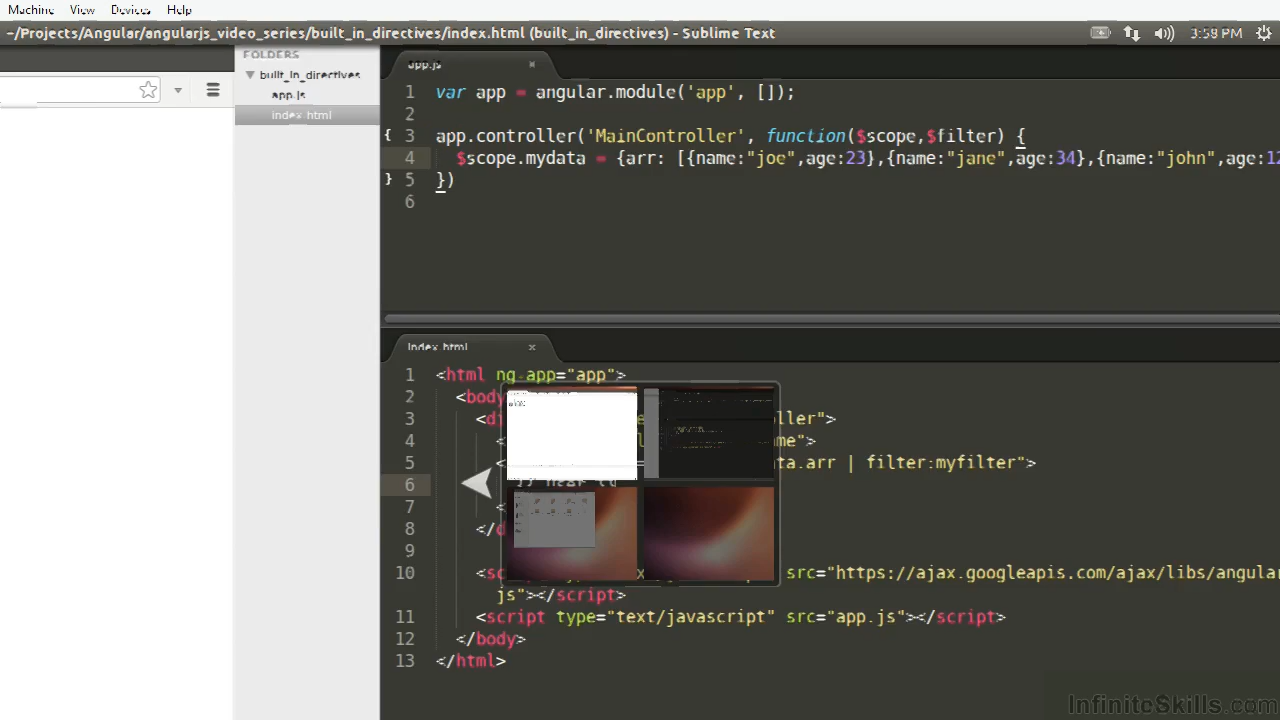 Machine View Devices Help
~/Projects/Angular/angularjs_video_series/built_in_directives/index.html (built_in_directives) - Sublime Text
3:58 PM
FOLDERS
built_in_directives
app.js
index.html
app.js
1 var app = angular.module('app', []);
2
3 app.controller('MainController', function($scope,$filter) {
4 $scope.mydata = {arr: [{name:"joe",age:23},{name:"jane",age:34},{name:"john",age:12
5 })
6
index.html
1 <html ng-app="app">
2 <body
3 <d ller">
4 < me">
5 < ta.arr | filter:myfilter">
6
7 <
8 </d
9
10 <sc src="https://ajax.googleapis.com/ajax/libs/angular
js"></script>
11 <script type="text/javascript" src="app.js"></script>
12 </body>
13 </html>
InfiniteSkills.com